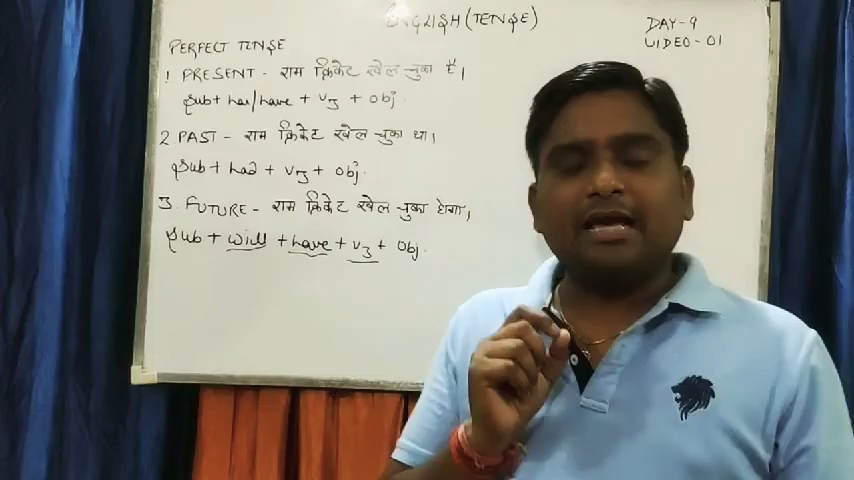 ENGLISH (TENSE)
DAY-9
VIDEO-01
PERFECT TENSE
1 PRESENT - राम क्रिकेट खेल चुका है।
Sub + has/have + V3 + Obj.
2 PAST - राम क्रिकेट खेल चुका था।
Sub + had + V3 + Obj.
3. FUTURE - राम क्रिकेट खेल चुका होगा।
Sub + will + have + V3 + Obj.